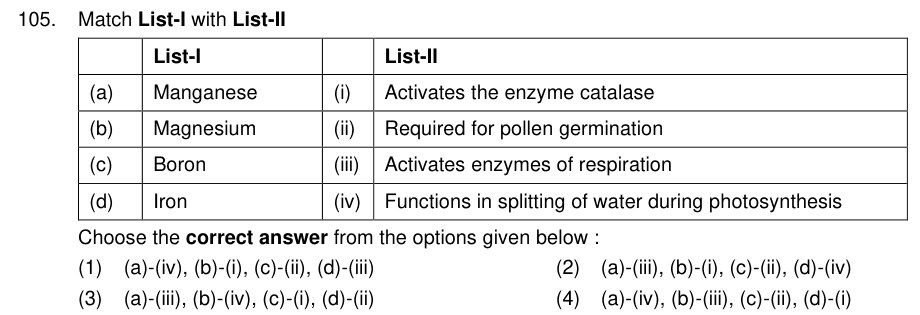 105. Match List-I with List-II
List-I List-II
(a) Manganese (i) Activates the enzyme catalase
(b) Magnesium (ii) Required for pollen germination
(c) Boron (iii) Activates enzymes of respiration
(d) Iron (iv) Functions in splitting of water during photosynthesis
Choose the correct answer from the options given below :
(1) (a)-(iv), (b)-(i), (c)-(ii), (d)-(iii) (2) (a)-(iii), (b)-(i), (c)-(ii), (d)-(iv)
(3) (a)-(iii), (b)-(iv), (c)-(i), (d)-(ii) (4) (a)-(iv), (b)-(iii), (c)-(ii), (d)-(i)